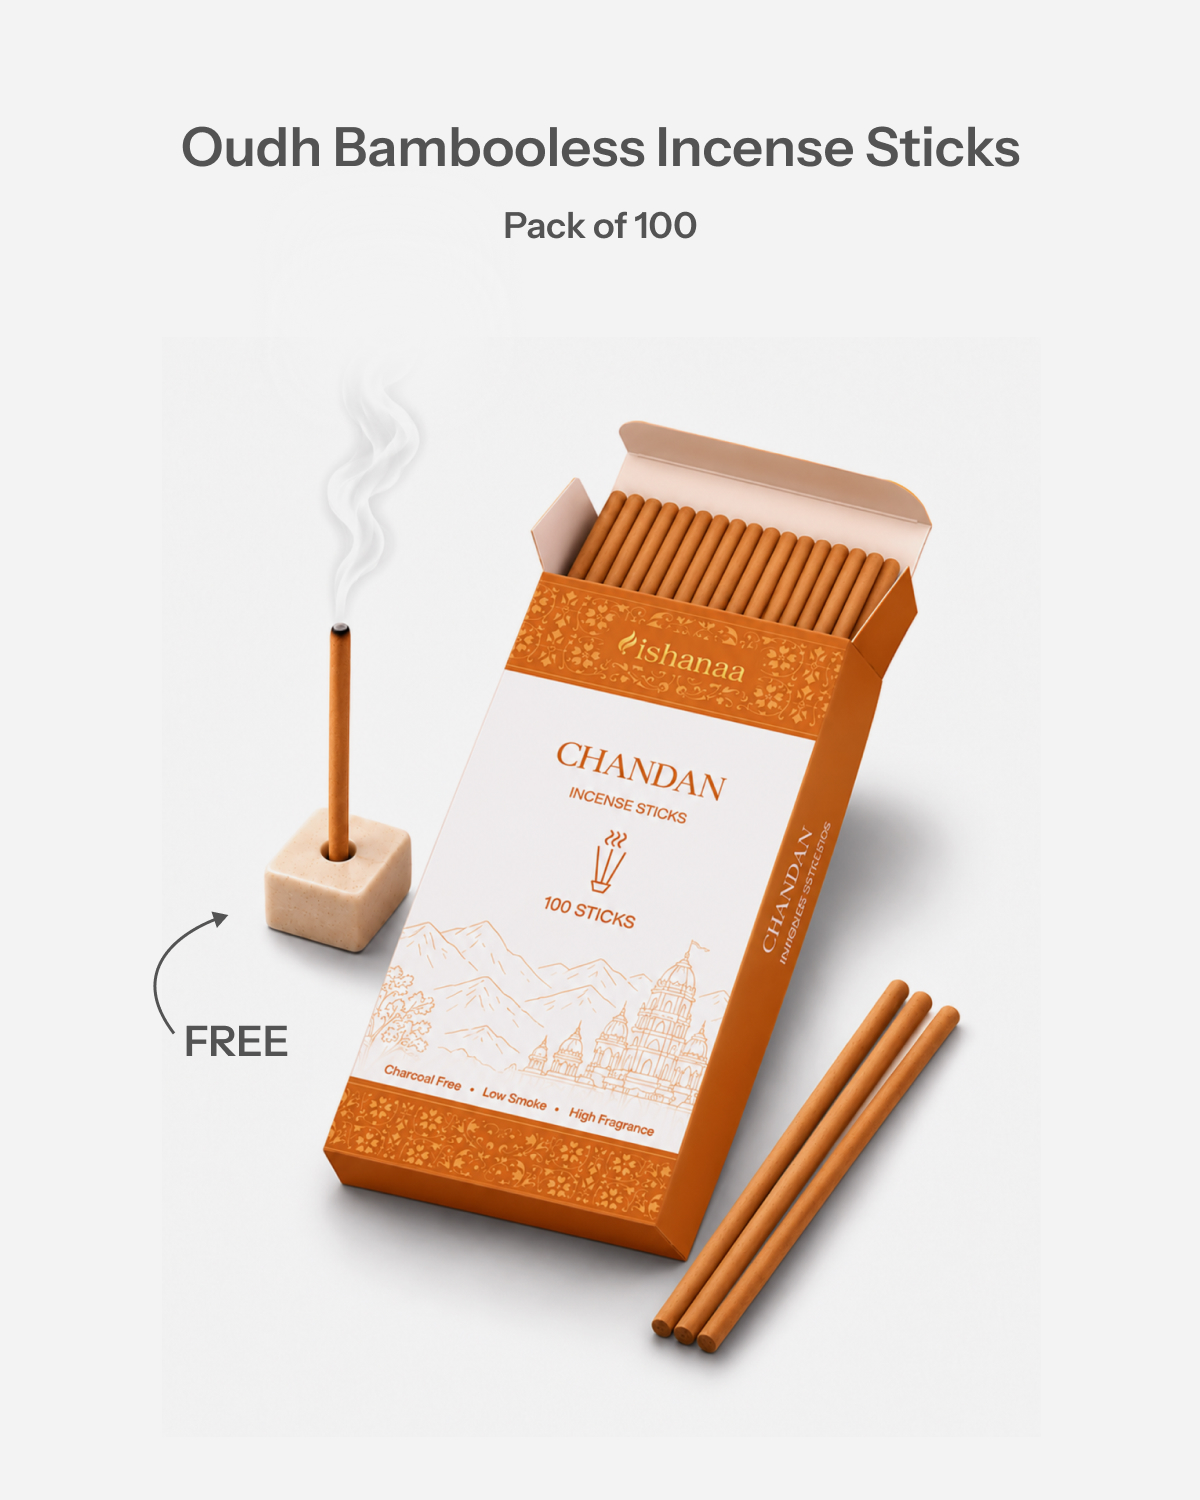 Oudh Bambooless Incense Sticks
Pack of 100
ishanaa
CHANDAN
INCENSE STICKS
100 STICKS
Charcoal Free • Low Smoke • High Fragrance
CHANDAN
FREE